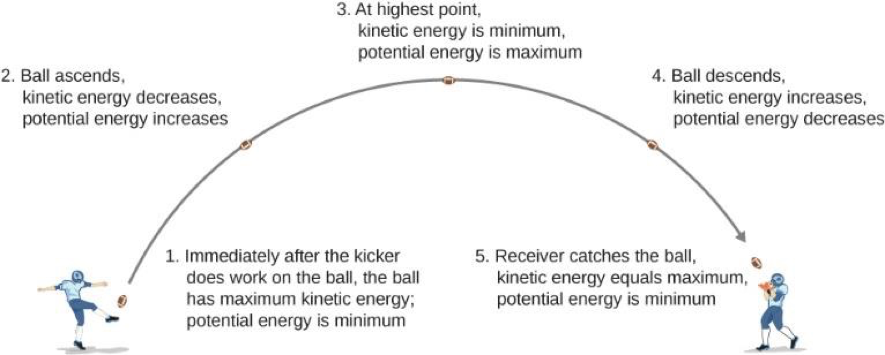 3. At highest point,
kinetic energy is minimum,
potential energy is maximum
2. Ball ascends,
kinetic energy decreases,
potential energy increases
4. Ball descends,
kinetic energy increases,
potential energy decreases
1. Immediately after the kicker
does work on the ball, the ball
has maximum kinetic energy;
potential energy is minimum
5. Receiver catches the ball,
kinetic energy equals maximum,
potential energy is minimum